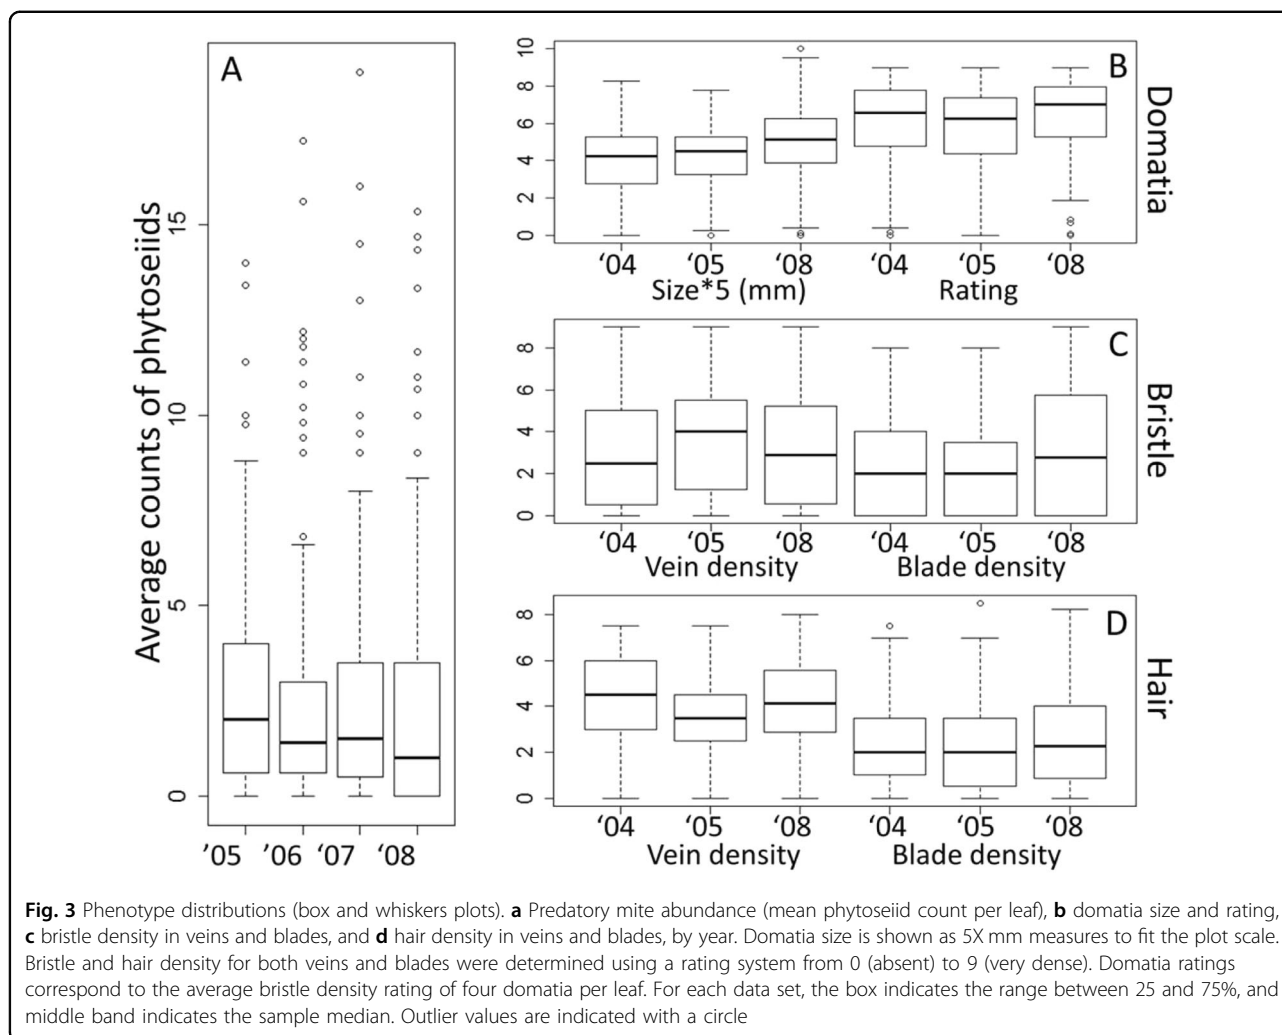 A
Average counts of phytoseiids
15
10
5
0
‘05 ‘06 ‘07 ‘08
B
Domatia
10
8
6
4
2
0
‘04 ‘05 ‘08 ‘04 ‘05 ‘08
Size*5 (mm) Rating
C
Bristle
8
6
4
2
0
‘04 ‘05 ‘08 ‘04 ‘05 ‘08
Vein density Blade density
D
Hair
8
6
4
2
0
‘04 ‘05 ‘08 ‘04 ‘05 ‘08
Vein density Blade density
Fig. 3 Phenotype distributions (box and whiskers plots). a Predatory mite abundance (mean phytoseiid count per leaf), b domatia size and rating,
c bristle density in veins and blades, and d hair density in veins and blades, by year. Domatia size is shown as 5X mm measures to fit the plot scale.
Bristle and hair density for both veins and blades were determined using a rating system from 0 (absent) to 9 (very dense). Domatia ratings
correspond to the average bristle density rating of four domatia per leaf. For each data set, the box indicates the range between 25 and 75%, and
middle band indicates the sample median. Outlier values are indicated with a circle